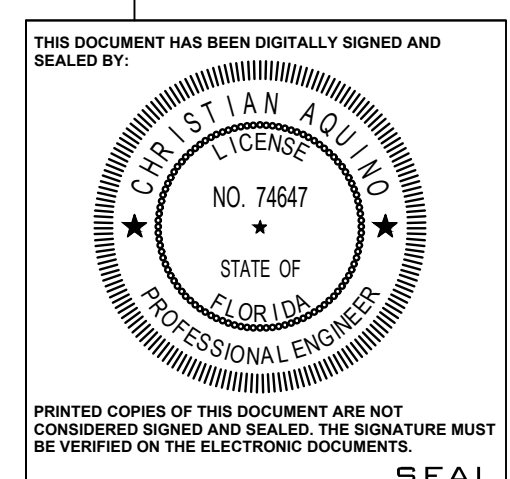 THIS DOCUMENT HAS BEEN DIGITALLY SIGNED AND
SEALED BY:
CHRISTIAN AQUINO
LICENSE
NO. 74647
STATE OF
FLORIDA
PROFESSIONAL ENGINEER
PRINTED COPIES OF THIS DOCUMENT ARE NOT
CONSIDERED SIGNED AND SEALED. THE SIGNATURE MUST
BE VERIFIED ON THE ELECTRONIC DOCUMENTS.
SEAL